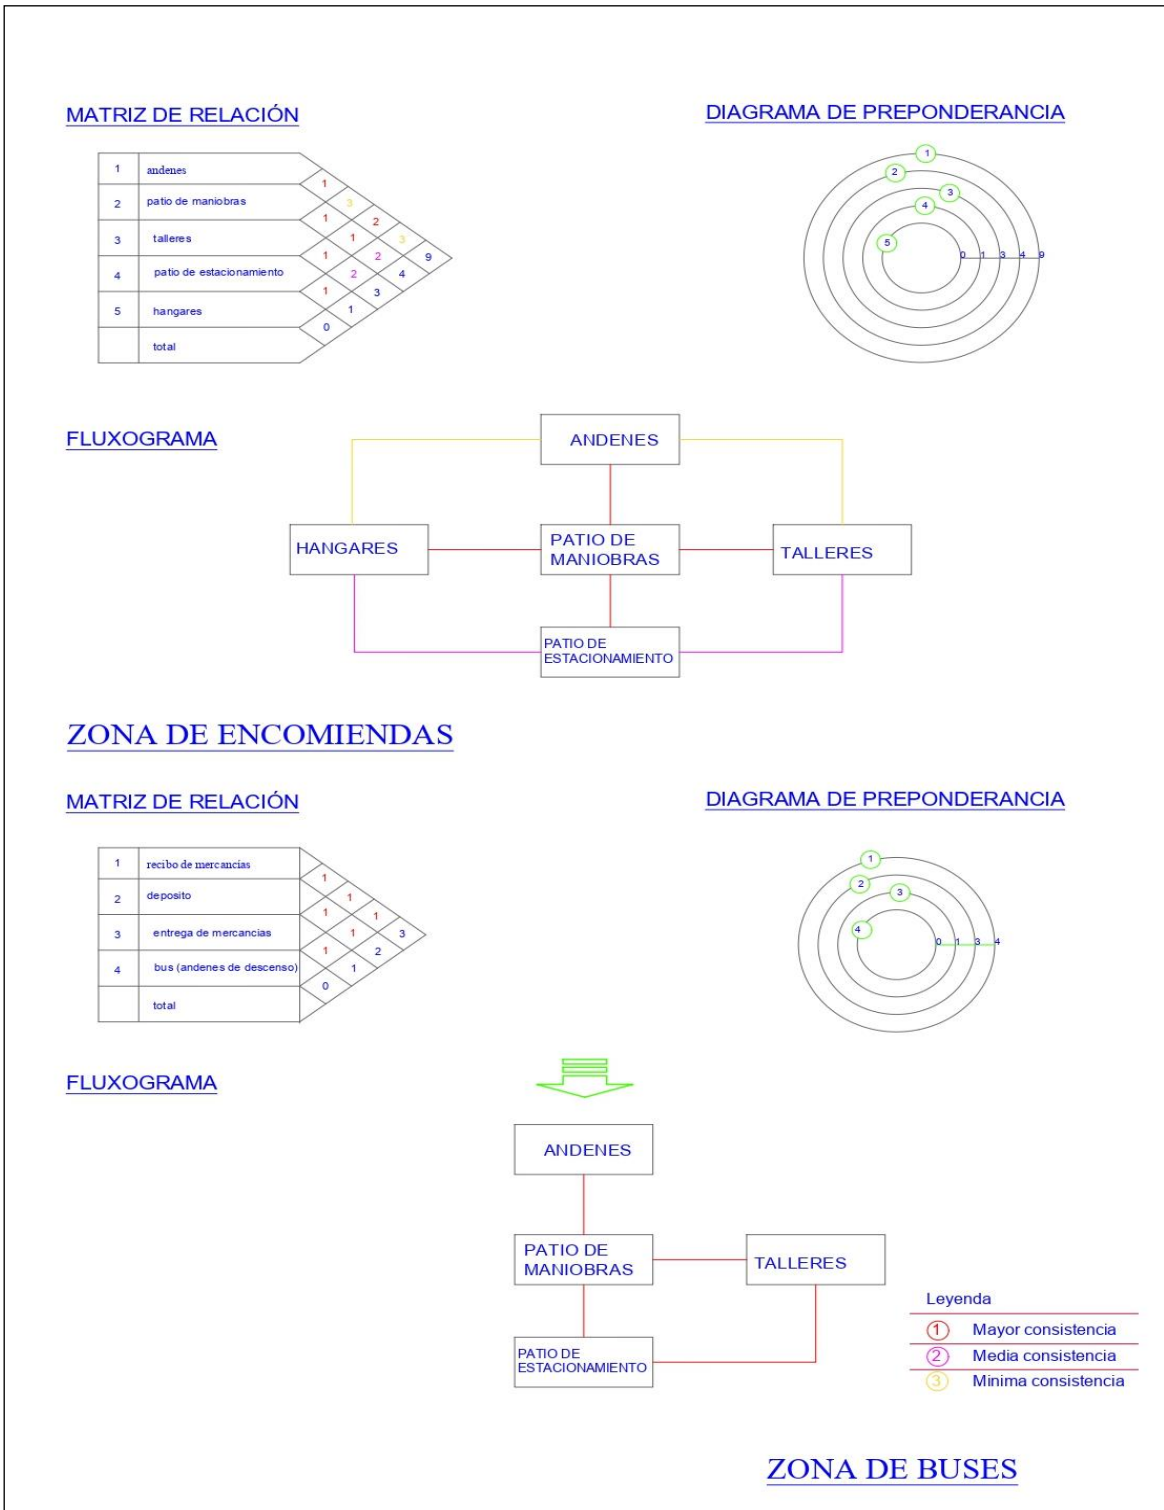 MATRIZ DE RELACIÓN
DIAGRAMA DE PREPONDERANCIA
1 andenes
2 patio de maniobras
3 talleres
4 patio de estacionamiento
5 hangares
total
1
3
1
2
1
3
1
2
9
2
4
1
3
1
0
1
2
3
4
5
0 1 3 4 9
FLUXOGRAMA
ANDENES
HANGARES
PATIO DE
MANIOBRAS
TALLERES
PATIO DE
ESTACIONAMIENTO
ZONA DE ENCOMIENDAS
MATRIZ DE RELACIÓN
DIAGRAMA DE PREPONDERANCIA
1 recibo de mercancias
2 deposito
3 entrega de mercancias
4 bus (andenes de descenso)
total
1
1
1
1
1
3
1
2
1
0
1
2
3
4
0 1 3 4
FLUXOGRAMA
ANDENES
PATIO DE
MANIOBRAS
TALLERES
PATIO DE
ESTACIONAMIENTO
Leyenda
1 Mayor consistencia
2 Media consistencia
3 Minima consistencia
ZONA DE BUSES